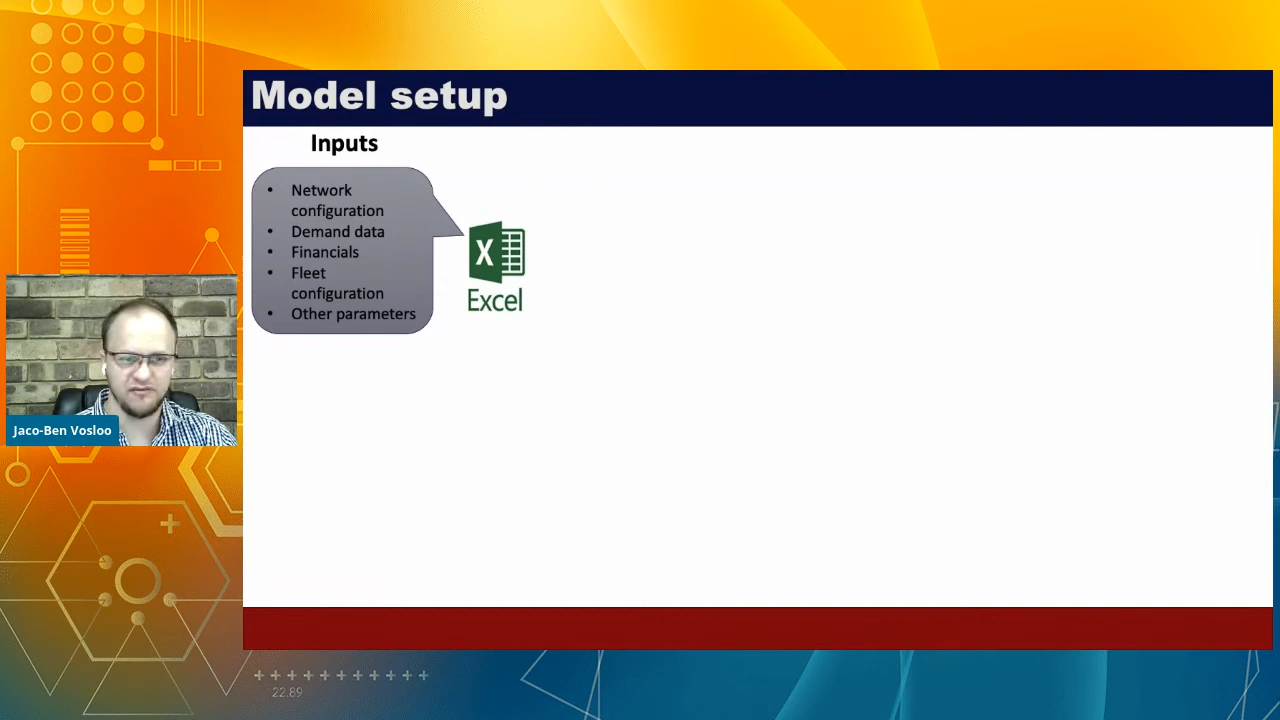 Model setup
Inputs
• Network
configuration
• Demand data
• Financials
• Fleet
configuration
• Other parameters
X
Excel
Jaco-Ben Vosloo
22.89